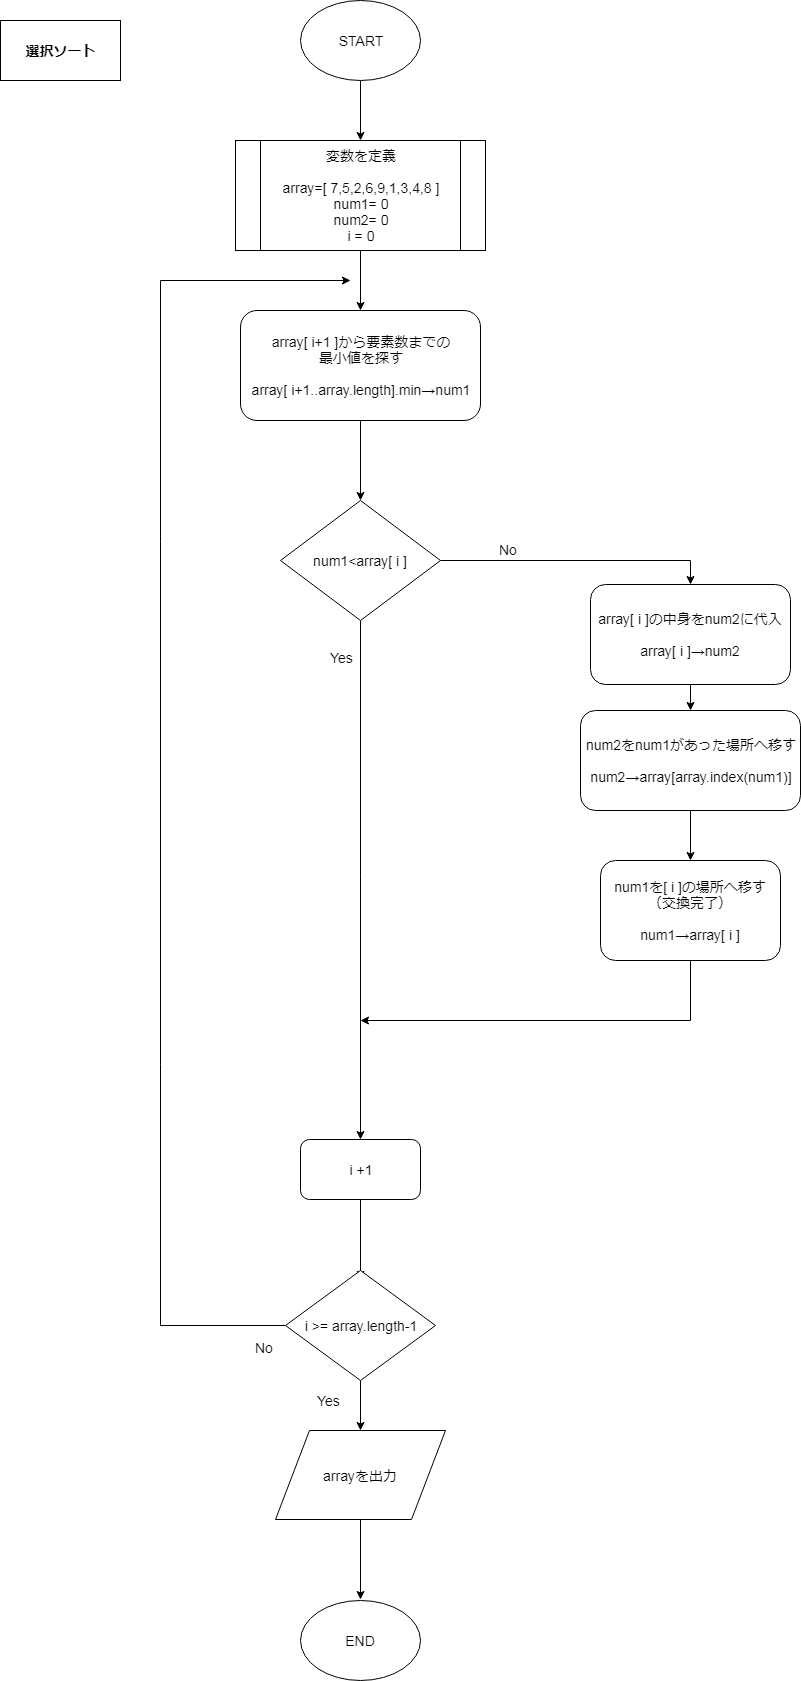 選択ソート
START
変数を定義
array=[ 7,5,2,6,9,1,3,4,8 ]
num1= 0
num2= 0
i = 0
array[ i+1 ]から要素数までの
最小値を探す
array[ i+1..array.length].min→num1
num1<array[ i ]
No
Yes
array[ i ]の中身をnum2に代入
array[ i ]→num2
num2をnum1があった場所へ移す
num2→array[array.index(num1)]
num1を[ i ]の場所へ移す
（交換完了）
num1→array[ i ]
i +1
i >= array.length-1
No
Yes
arrayを出力
END